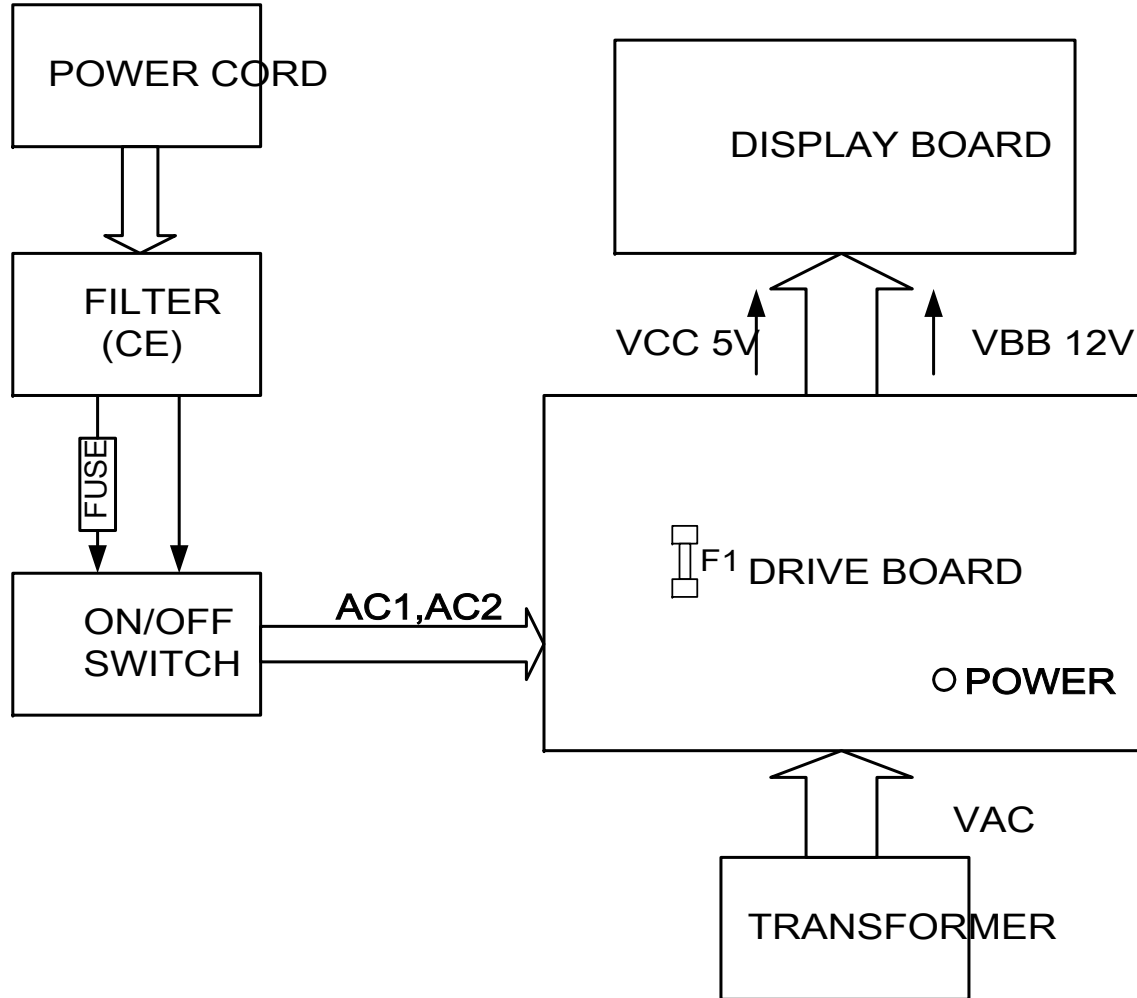 POWER CORD
FILTER
(CE)
FUSE
ON/OFF
SWITCH
AC1,AC2
DISPLAY BOARD
VCC 5V
VBB 12V
F1
DRIVE BOARD
POWER
VAC
TRANSFORMER